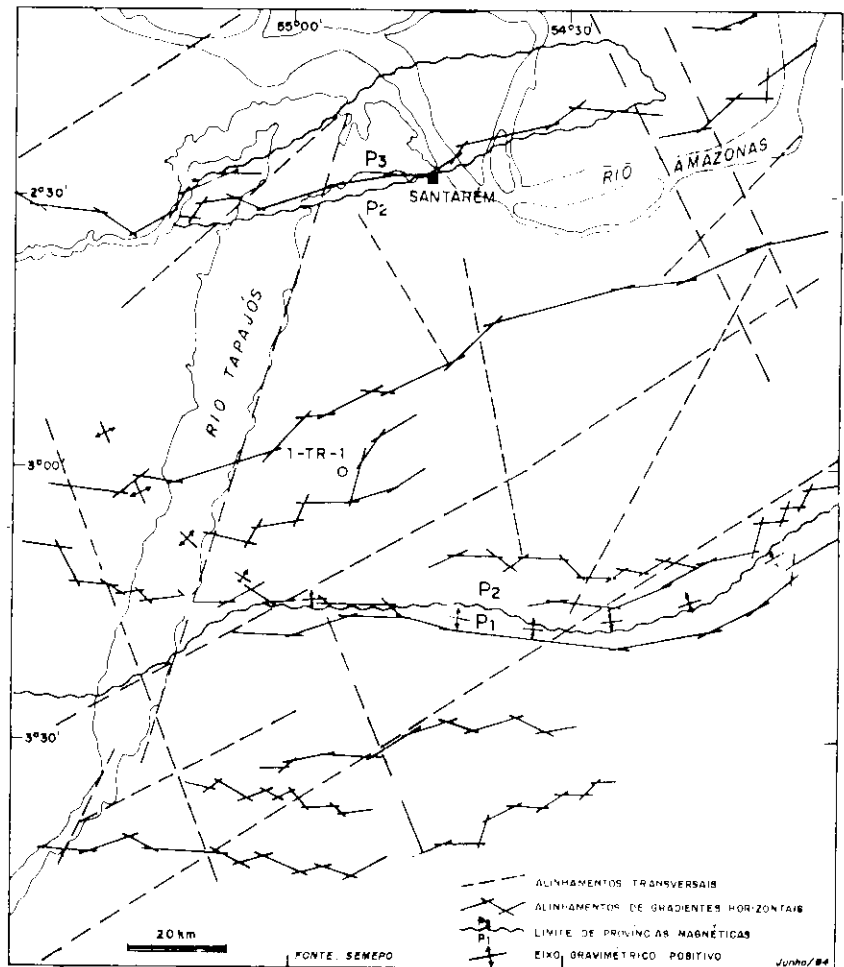 55°00' 54°30'
P3
RIO AMAZONAS
2°30'
SANTARÉM
P2
RIO TAPAJÓS
1-TR-1
3°00'
P2
P1
3°30'
ALINHAMENTOS TRANSVERSAIS
ALINHAMENTOS DE GRADIENTES HORIZONTAIS
LIMITE DE PROVÍNCIAS MAGNÉTICAS
P1
20 km
FONTE. SEMEPO
EIXO GRAVIMÉTRICO POSITIVO
Junho/84